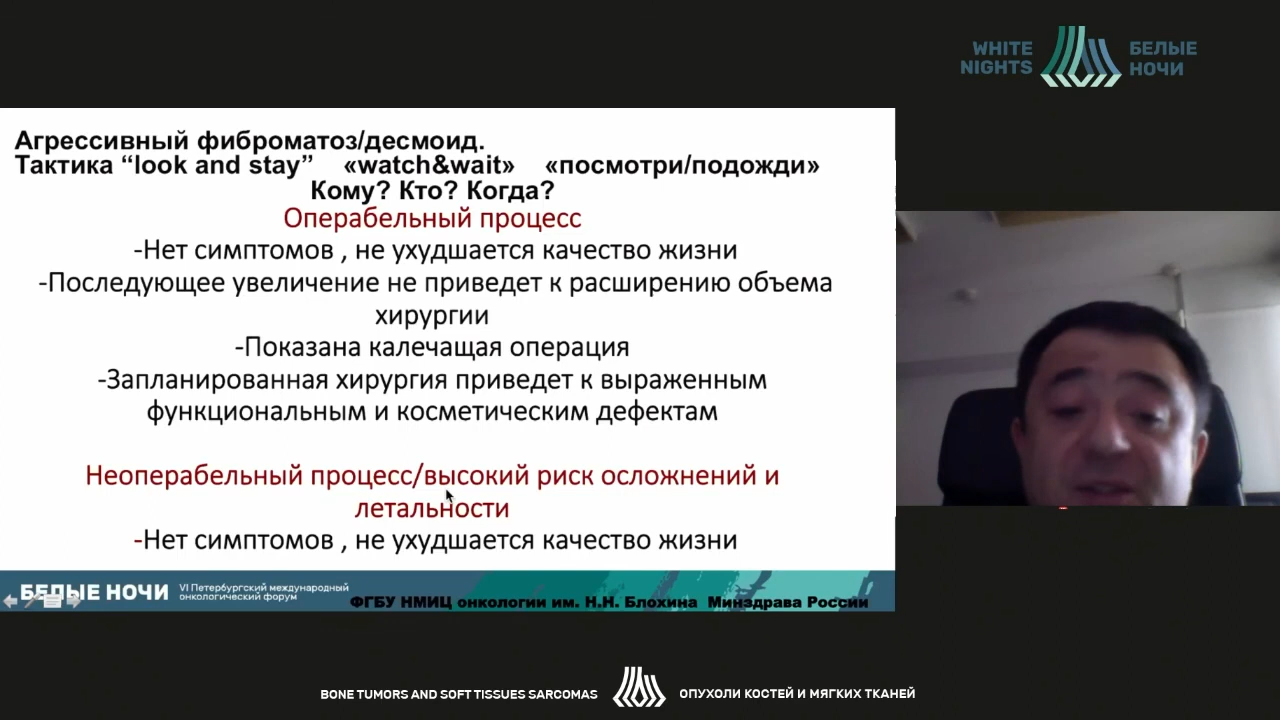 WHITE
NIGHTS
БЕЛЫЕ
НОЧИ
Агрессивный фиброматоз/десмоид.
Тактика “look and stay” «watch&wait» «посмотри/подожди»
Кому? Кто? Когда?
Операбельный процесс
-Нет симптомов , не ухудшается качество жизни
-Последующее увеличение не приведет к расширению объема
хирургии
-Показана калечащая операция
-Запланированная хирургия приведет к выраженным
функциональным и косметическим дефектам
Неоперабельный процесс/высокий риск осложнений и
летальности
-Нет симптомов , не ухудшается качество жизни
БЕЛЫЕ НОЧИ
VI Петербургский международный
онкологический форум
ФГБУ НМИЦ онкологии им. Н.Н. Блохина Минздрава России
BONE TUMORS AND SOFT TISSUES SARCOMAS
ОПУХОЛИ КОСТЕЙ И МЯГКИХ ТКАНЕЙ